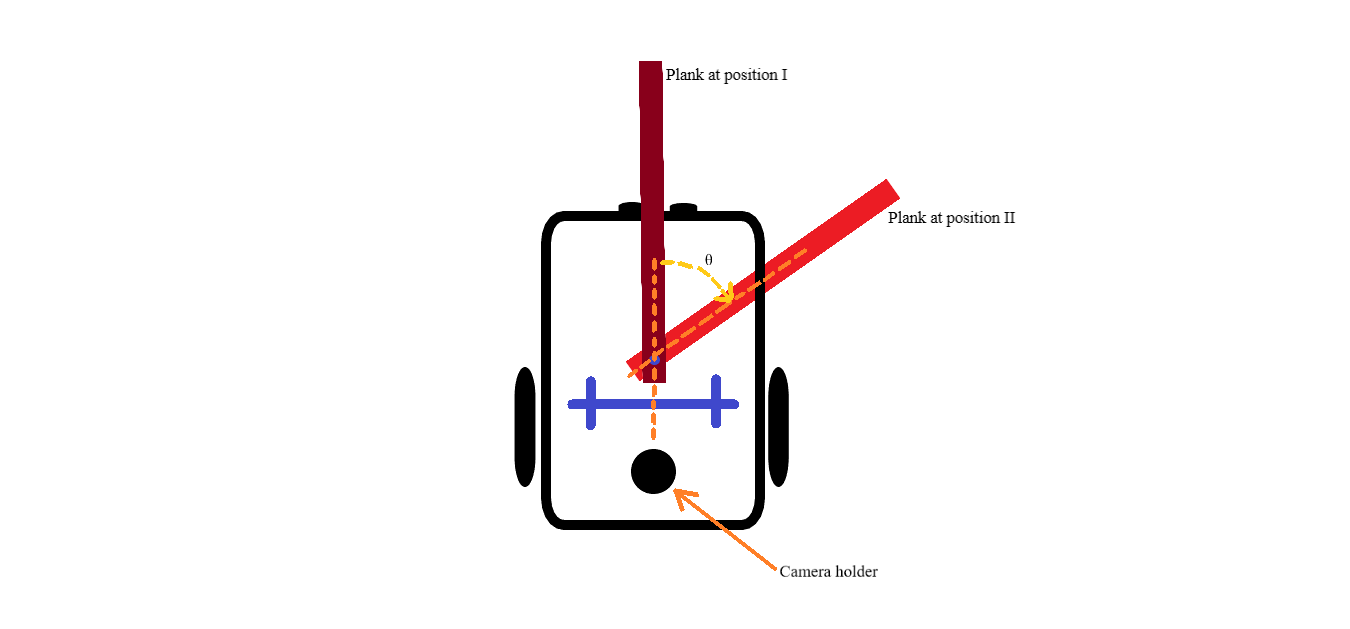 Plank at position I
Plank at position II
θ
Camera holder